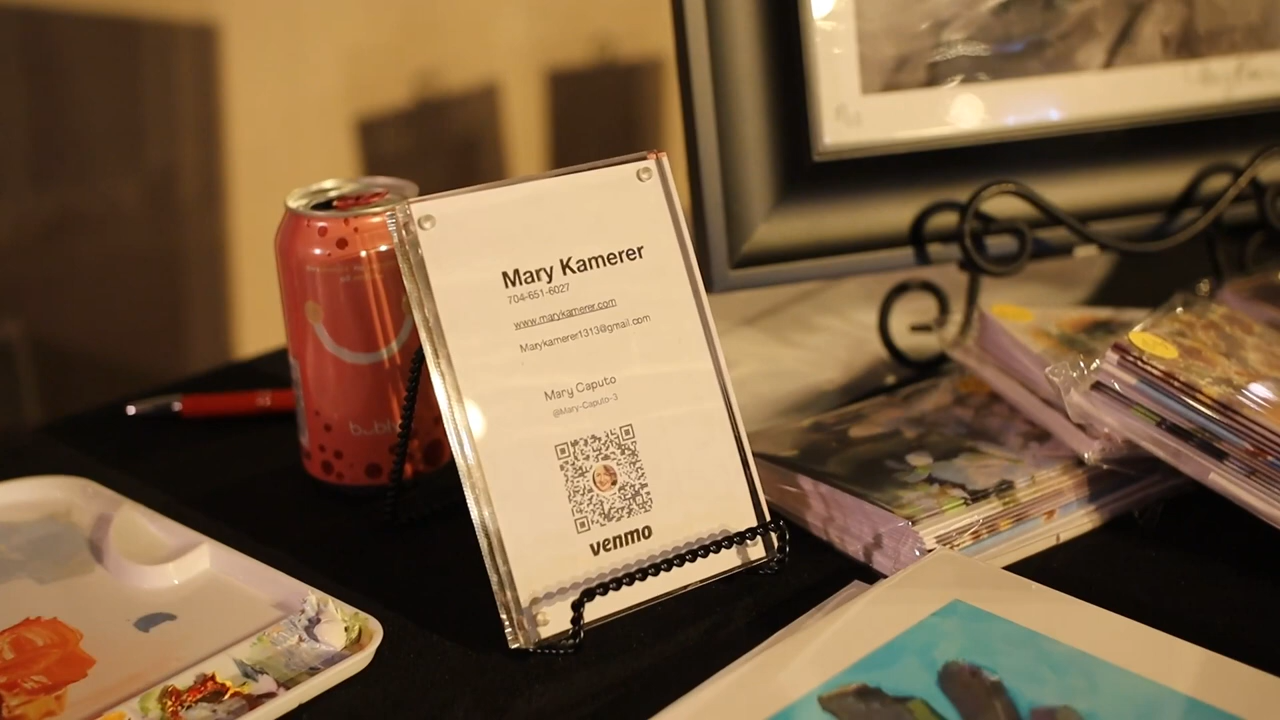 Mary Kamerer
704-651-6027
www.marykamerer.com
Marykamerer1313@gmail.com
Mary Caputo
@Mary-Caputo-3
venmo
bubly